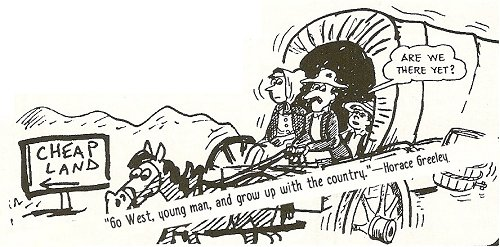 ARE WE
THERE YET?
CHEAP
LAND
"Go West, young man, and grow up with the country."—Horace Greeley